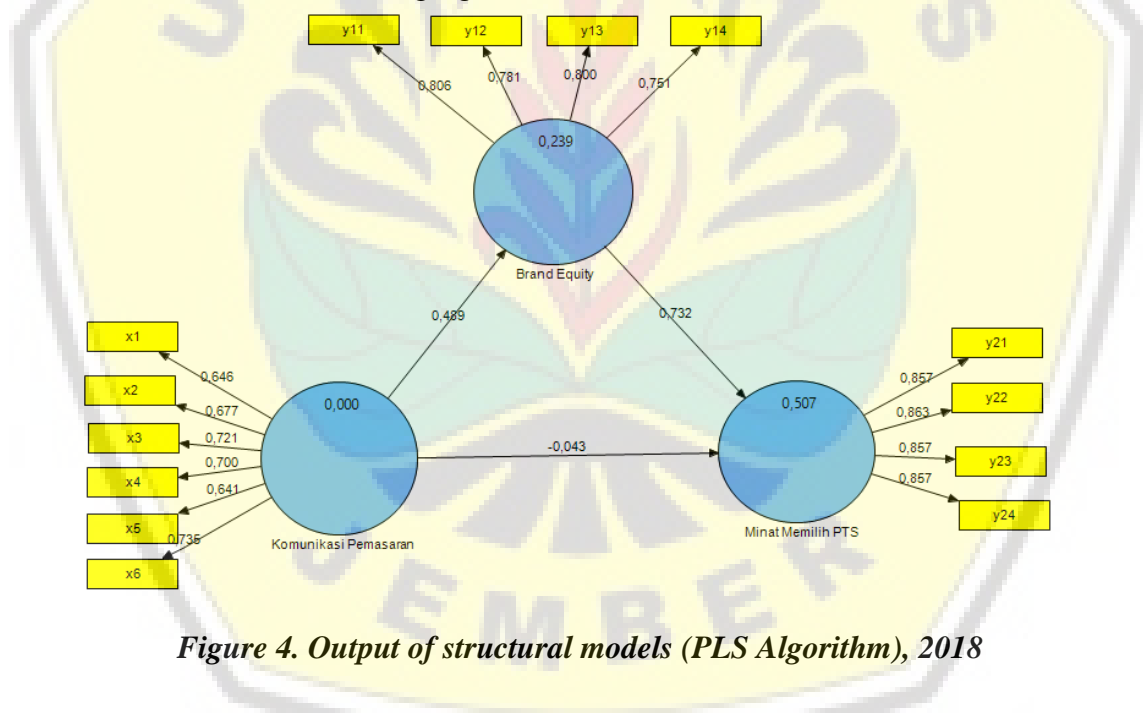 y11
y12
y13
y14
0,806
0,781
0,800
0,751
0,239
Brand Equity
0,489
0,732
x1
x2
x3
x4
x5
x6
0,646
0,677
0,721
0,700
0,641
0,735
0,000
Komunikasi Pemasaran
-0,043
0,507
Minat Memilih PTS
y21
y22
y23
y24
0,857
0,863
0,857
0,857
JEMBER
Figure 4. Output of structural models (PLS Algorithm), 2018